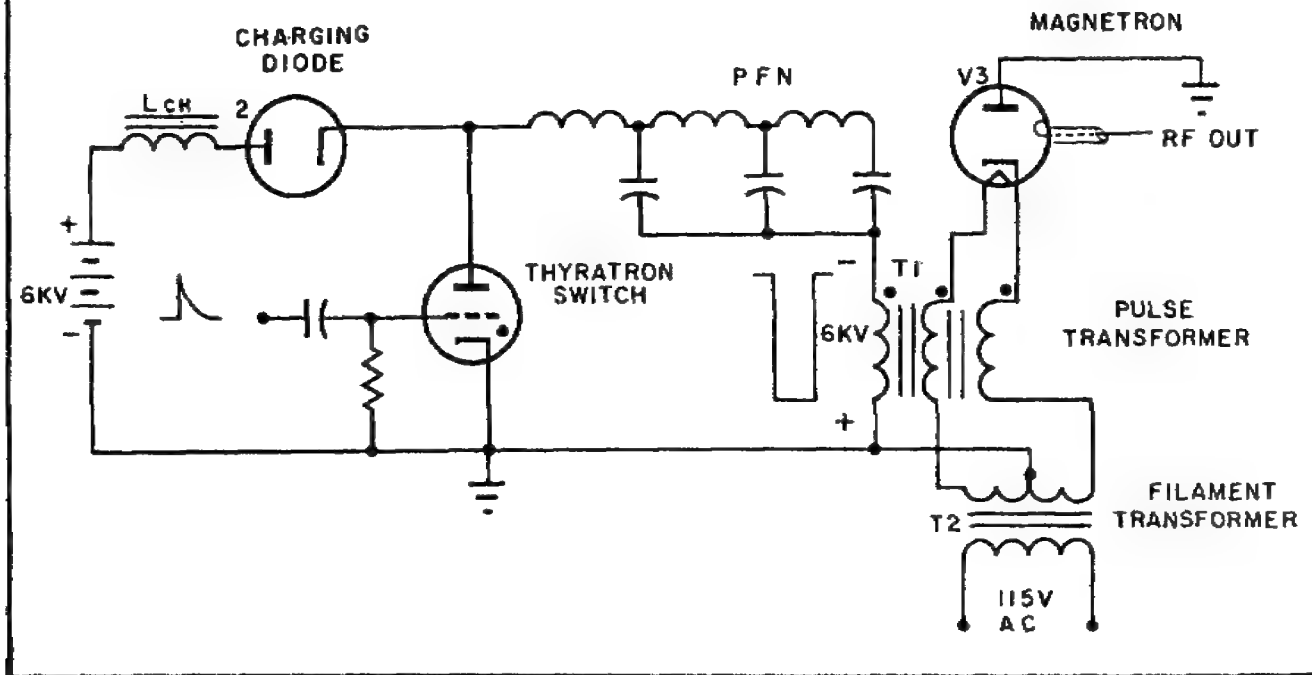 CHARGING
DIODE
LCH
2
PFN
MAGNETRON
V3
RF OUT
+
6KV
-
THYRATRON
SWITCH
-
6KV
+
T1
PULSE
TRANSFORMER
T2
FILAMENT
TRANSFORMER
115V
AC